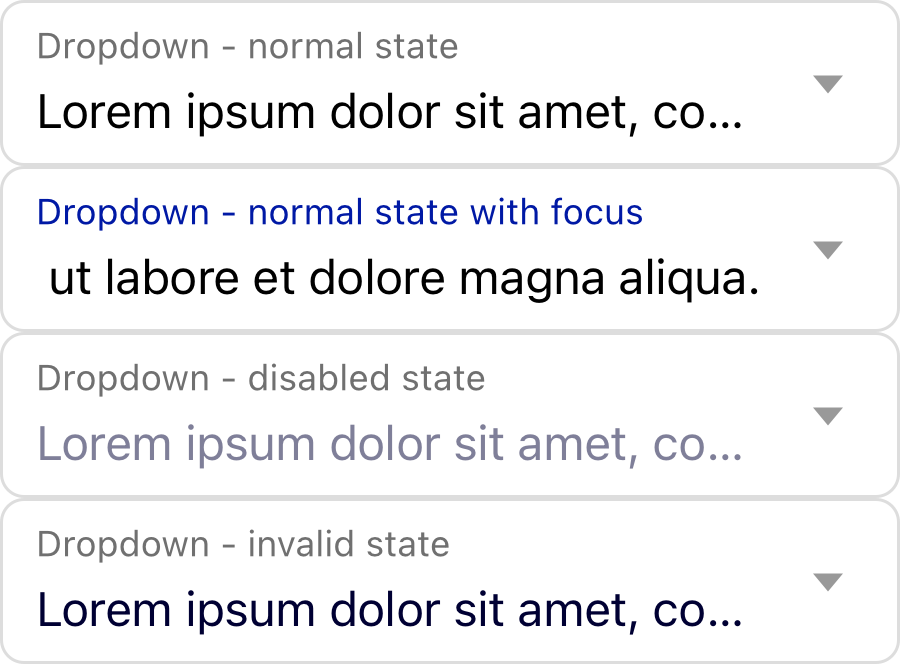 Dropdown - normal state
Lorem ipsum dolor sit amet, co...
Dropdown - normal state with focus
ut labore et dolore magna aliqua.
Dropdown - disabled state
Lorem ipsum dolor sit amet, co...
Dropdown - invalid state
Lorem ipsum dolor sit amet, co...